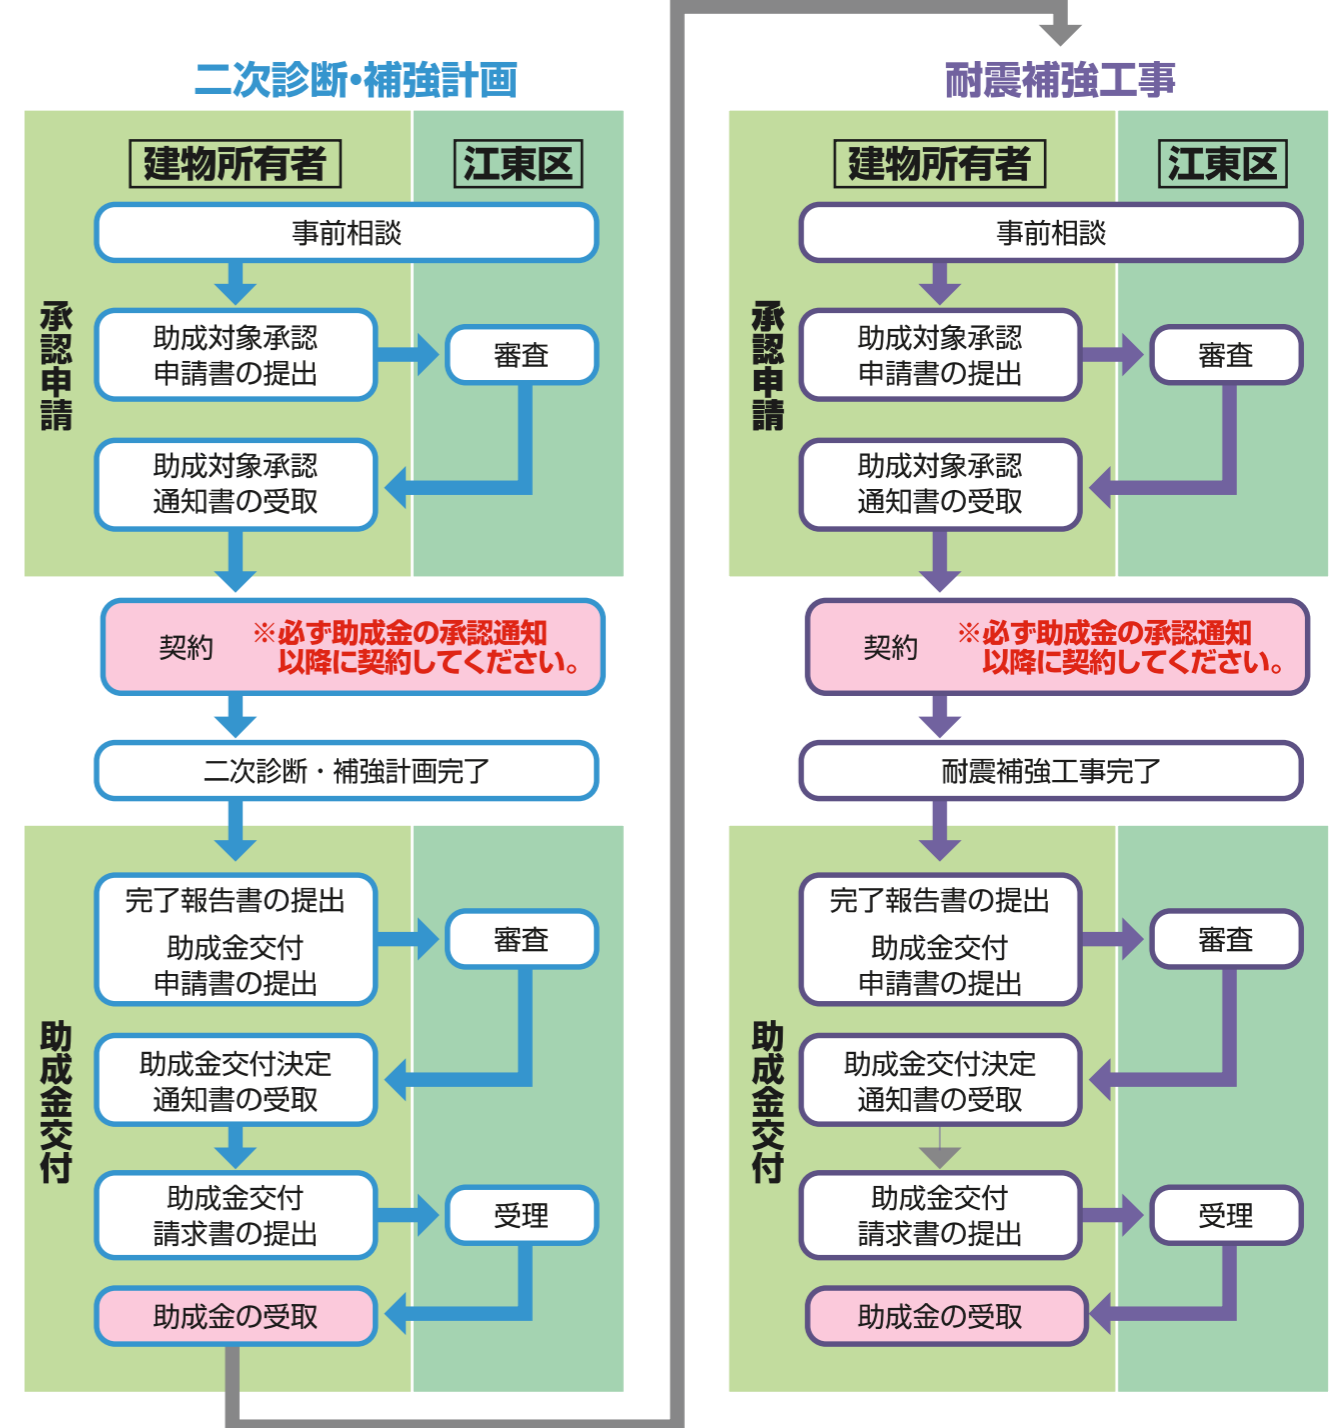 二次診断・補強計画
建物所有者
江東区
承認申請
事前相談
助成対象承認
申請書の提出
審査
助成対象承認
通知書の受取
契約
※必ず助成金の承認通知
以降に契約してください。
二次診断・補強計画完了
助成金交付
完了報告書の提出
助成金交付
申請書の提出
審査
助成金交付決定
通知書の受取
助成金交付
請求書の提出
受理
助成金の受取
耐震補強工事
建物所有者
江東区
承認申請
事前相談
助成対象承認
申請書の提出
審査
助成対象承認
通知書の受取
契約
※必ず助成金の承認通知
以降に契約してください。
耐震補強工事完了
助成金交付
完了報告書の提出
助成金交付
申請書の提出
審査
助成金交付決定
通知書の受取
助成金交付
請求書の提出
受理
助成金の受取